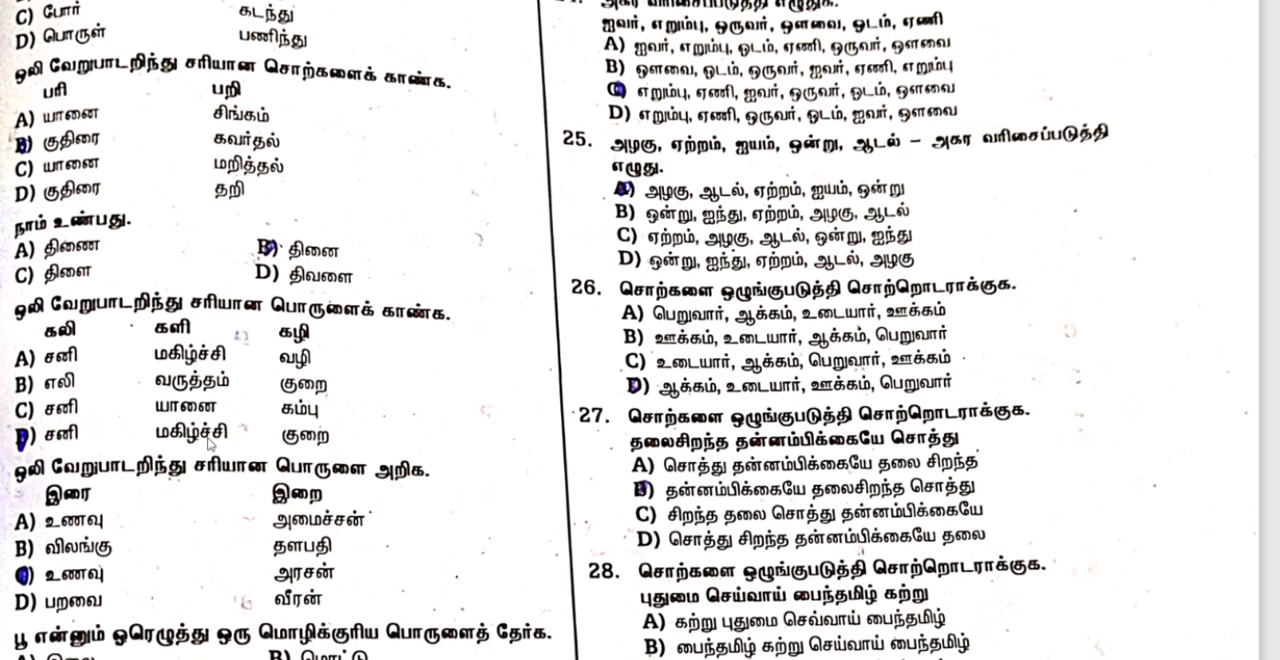 C) போர் கடந்து
D) பொருள் பணிந்து
ஒலி வேறுபாடறிந்து சரியான சொற்களைக் காண்க.
பரி பறி
A) யானை சிங்கம்
B) குதிரை கவர்தல்
C) யானை மறித்தல்
D) குதிரை தறி
நாம் உண்பது.
A) திணை B) தினை
C) திளை D) திவளை
ஒலி வேறுபாடறிந்து சரியான பொருளைக் காண்க.
கலி களி கழி
A) சனி மகிழ்ச்சி வழி
B) எலி வருத்தம் குறை
C) சனி யானை கம்பு
D) சனி மகிழ்ச்சி குறை
ஒலி வேறுபாடறிந்து சரியான பொருளை அறிக.
இரை இறை
A) உணவு அமைச்சன்
B) விலங்கு தளபதி
C) உணவு அரசன்
D) பறவை வீரன்
பூ என்னும் ஓரெழுத்து ஒரு மொழிக்குரிய பொருளைத் தேர்க.
அகர வரிசைப்படுத்தி எழுதுக.
ஐவர், எறும்பு, ஒருவர், ஔவை, ஓடம், ஏணி
A) ஐவர், எறும்பு, ஓடம், ஏணி, ஒருவர், ஔவை
B) ஔவை, ஓடம், ஒருவர், ஐவர், ஏணி, எறும்பு
C) எறும்பு, ஏணி, ஐவர், ஒருவர், ஓடம், ஔவை
D) எறும்பு, ஏணி, ஒருவர், ஓடம், ஐவர், ஔவை
25. அழகு, ஏற்றம், ஐயம், ஒன்று, ஆடல் – அகர வரிசைப்படுத்தி
எழுது.
A) அழகு, ஆடல், ஏற்றம், ஐயம், ஒன்று
B) ஒன்று, ஐந்து, ஏற்றம், அழகு, ஆடல்
C) ஏற்றம், அழகு, ஆடல், ஒன்று, ஐந்து
D) ஒன்று, ஐந்து, ஏற்றம், ஆடல், அழகு
26. சொற்களை ஒழுங்குபடுத்தி சொற்றொடராக்குக.
A) பெறுவார், ஆக்கம், உடையார், ஊக்கம்
B) ஊக்கம், உடையார், ஆக்கம், பெறுவார்
C) உடையார், ஆக்கம், பெறுவார், ஊக்கம்
D) ஆக்கம், உடையார், ஊக்கம், பெறுவார்
27. சொற்களை ஒழுங்குபடுத்தி சொற்றொடராக்குக.
தலைசிறந்த தன்னம்பிக்கையே சொத்து
A) சொத்து தன்னம்பிக்கையே தலை சிறந்த
B) தன்னம்பிக்கையே தலைசிறந்த சொத்து
C) சிறந்த தலை சொத்து தன்னம்பிக்கையே
D) சொத்து சிறந்த தன்னம்பிக்கையே தலை
28. சொற்களை ஒழுங்குபடுத்தி சொற்றொடராக்குக.
புதுமை செய்வாய் பைந்தமிழ் கற்று
A) கற்று புதுமை செவ்வாய் பைந்தமிழ்
B) பைந்தமிழ் கற்று செய்வாய் பைந்தமிழ்